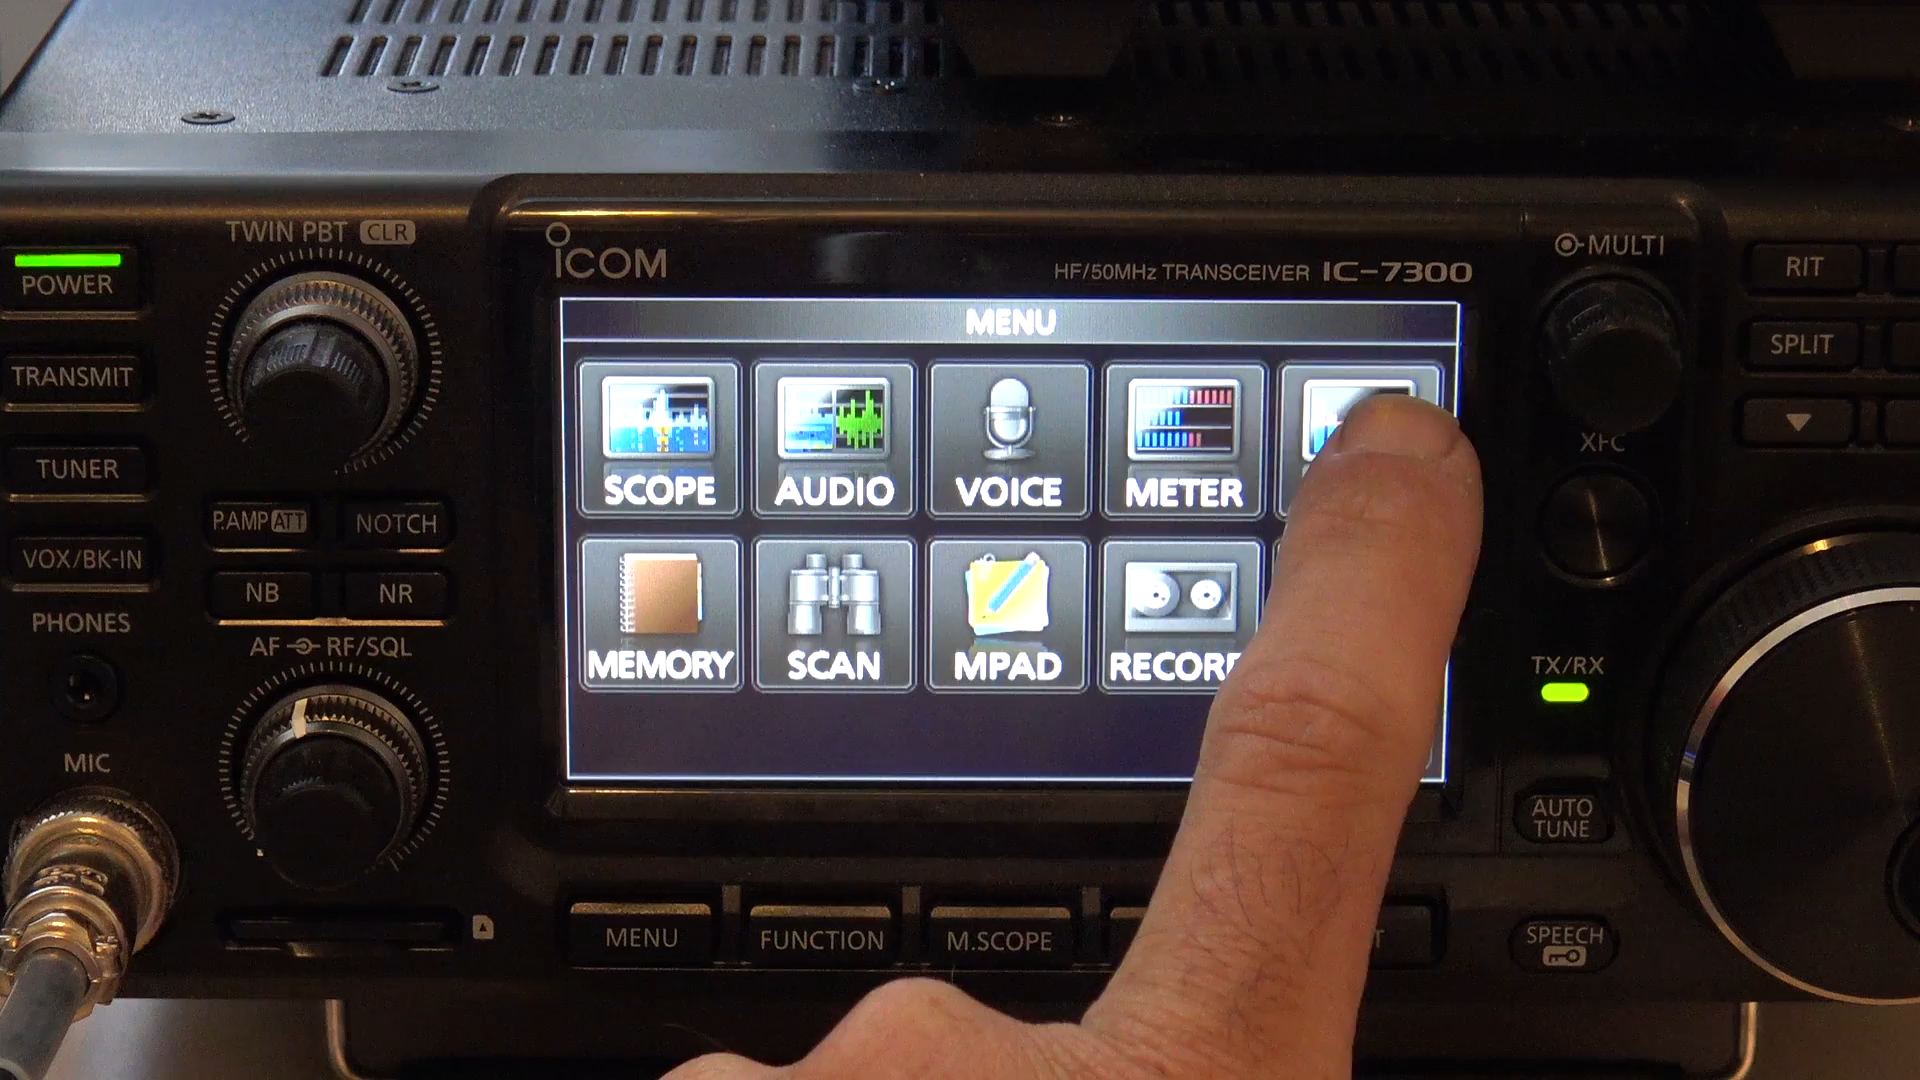 TWIN PBT CLR
ICOM
HF/50MHz TRANSCEIVER IC-7300
MULTI
RIT
POWER
MENU
SPLIT
TRANSMIT
XFC
SCOPE
AUDIO
VOICE
METER
TUNER
P.AMP ATT
NOTCH
VOX/BK-IN
NB
NR
PHONES
AF RF/SQL
MEMORY
SCAN
MPAD
TX/RX
MIC
AUTO
TUNE
MENU
FUNCTION
M.SCOPE
SPEECH